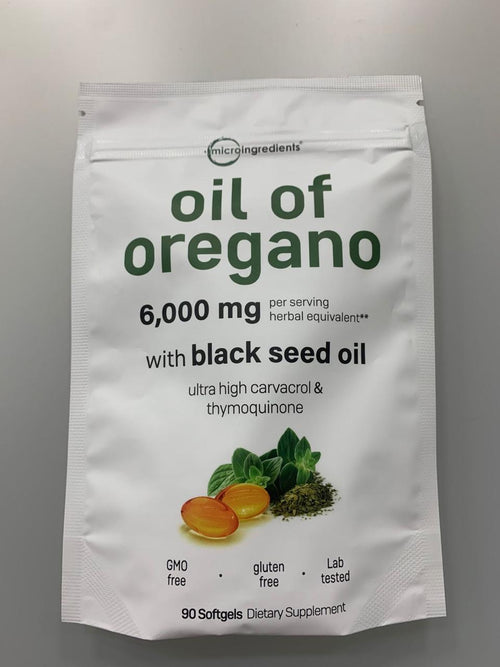 microingredients®
oil of
oregano
6,000 mg per serving
herbal equivalent**
with black seed oil
ultra high carvacrol &
thymoquinone
GMO
free
·
gluten
free
·
Lab
tested
90 Softgels Dietary Supplement